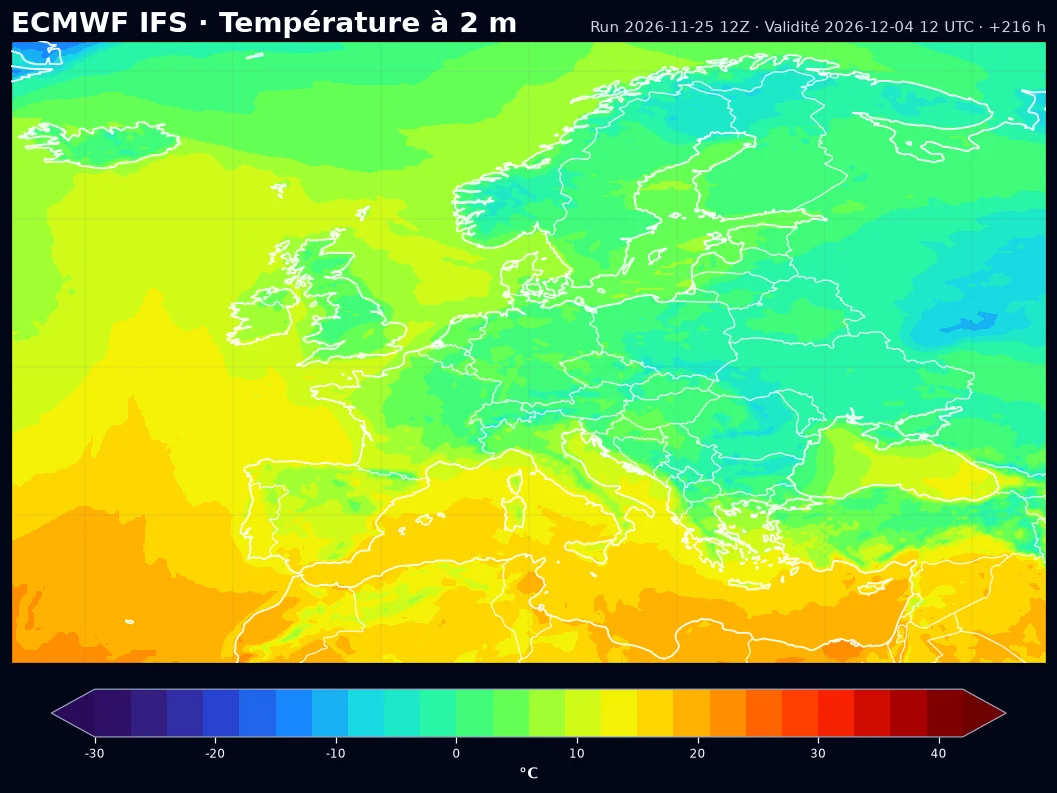 ECMWF IFS · Température à 2 m
Run 2026-11-25 12Z · Validité 2026-12-04 12 UTC · +216 h
-30 -20 -10 0 10 20 30 40
°C